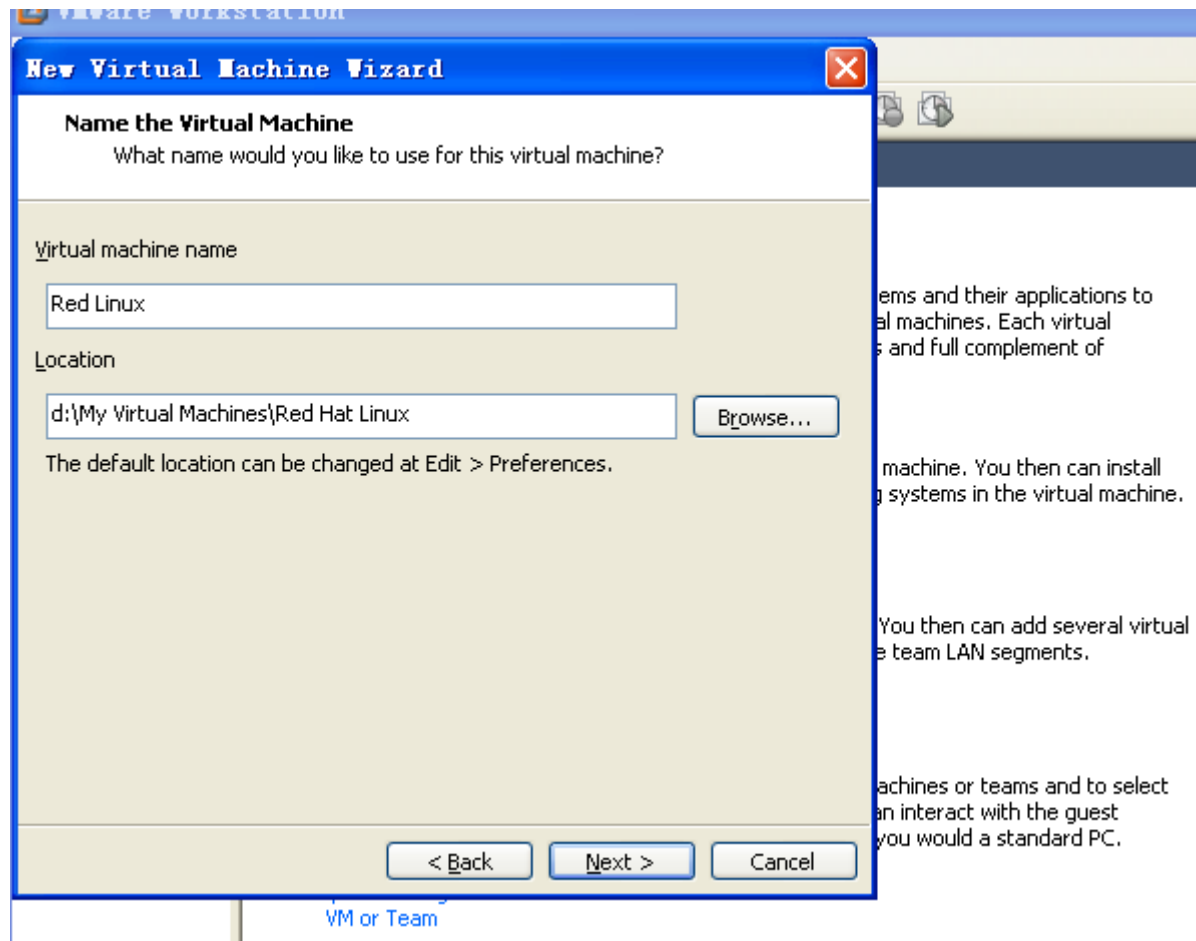 VMware Workstation
New Virtual Machine Wizard
Name the Virtual Machine
What name would you like to use for this virtual machine?
Virtual machine name
Red Linux
Location
d:\My Virtual Machines\Red Hat Linux
Browse...
The default location can be changed at Edit > Preferences.
< Back
Next >
Cancel
ems and their applications to
al machines. Each virtual
s and full complement of
machine. You then can install
g systems in the virtual machine.
You then can add several virtual
e team LAN segments.
achines or teams and to select
an interact with the guest
you would a standard PC.
VM or Team